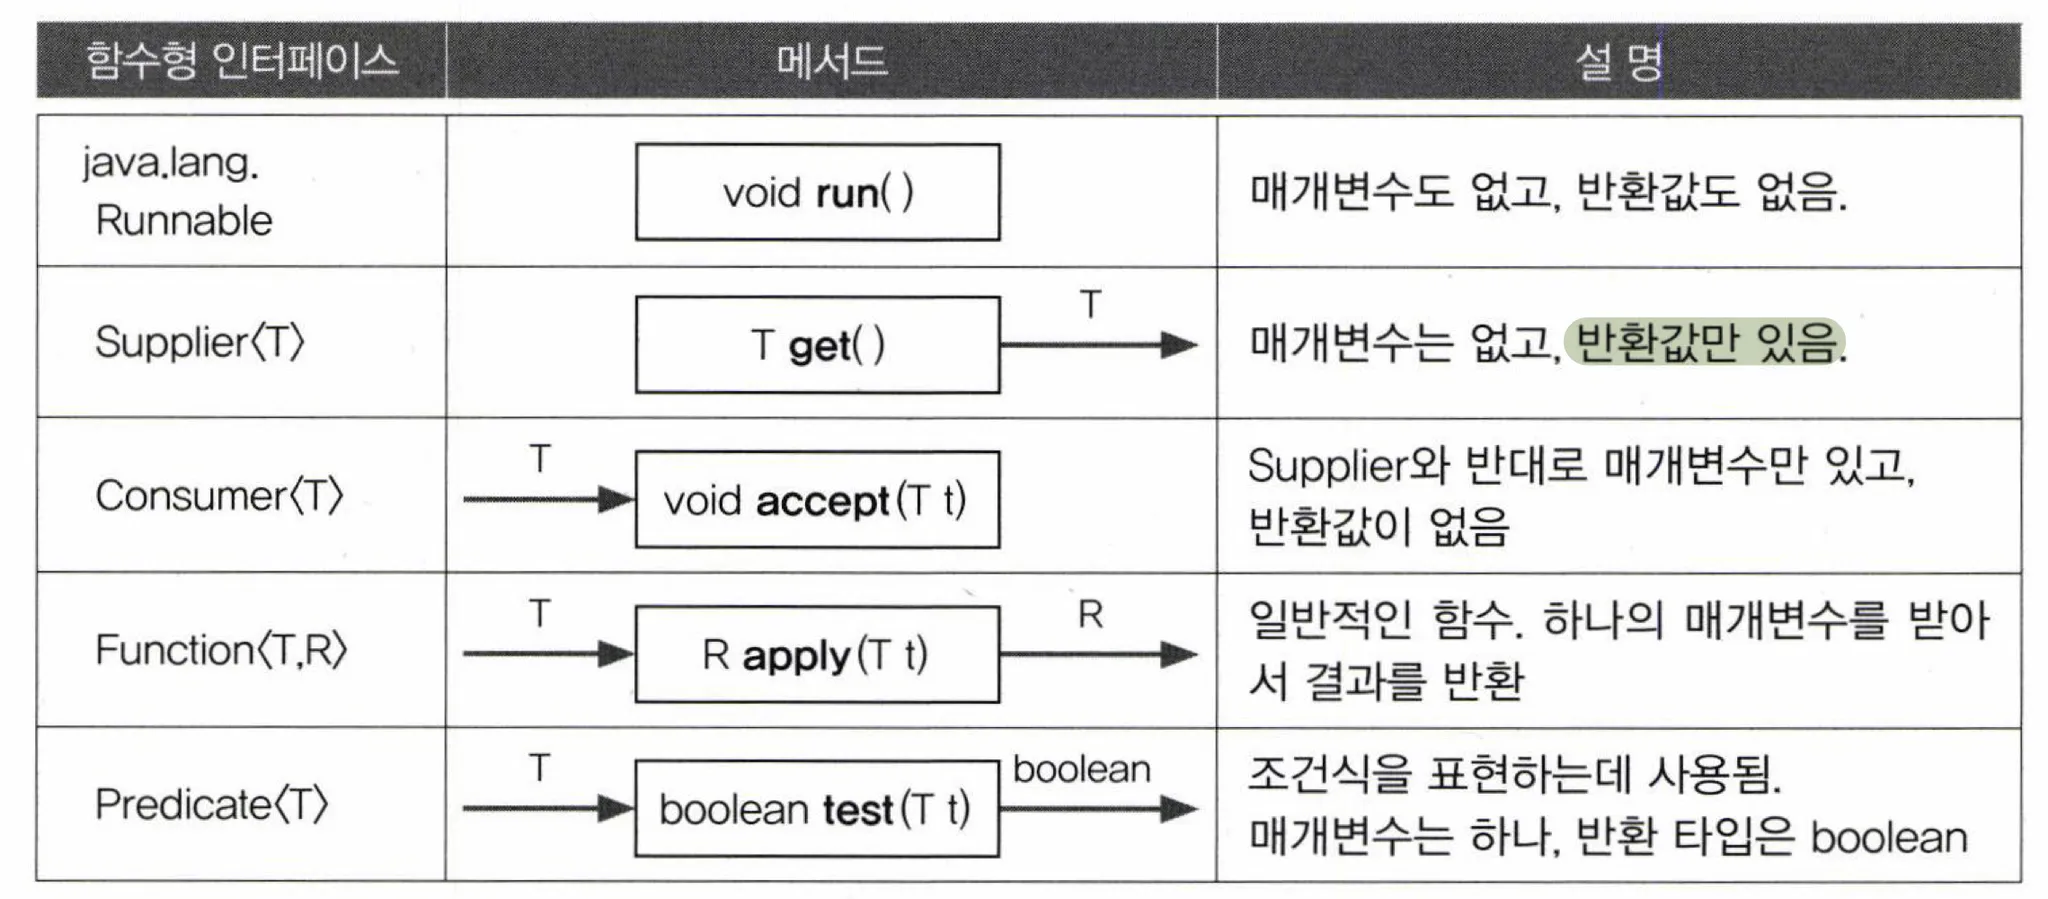 함수형 인터페이스 메서드 설 명
java.lang.
Runnable
void run( )
매개변수도 없고, 반환값도 없음.
Supplier〈T〉
T get( )
T
매개변수는 없고, 반환값만 있음.
Consumer〈T〉
T
void accept(T t)
Supplier와 반대로 매개변수만 있고,
반환값이 없음
Function〈T,R〉
T
R apply(T t)
R
일반적인 함수. 하나의 매개변수를 받아
서 결과를 반환
Predicate〈T〉
T
boolean test(T t)
boolean
조건식을 표현하는데 사용됨.
매개변수는 하나, 반환 타입은 boolean